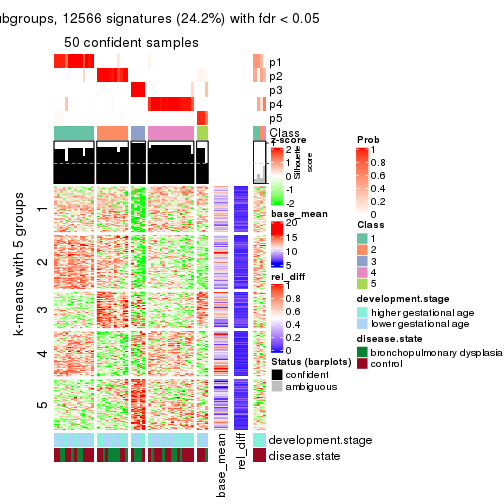 bgroups, 12566 signatures (24.2%) with fdr < 0.05
50 confident samples
p1
p2
p3
p4
p5
Class
z-score
2
1
0
-1
-2
Silhouette
score
Prob
1
0.8
0.6
0.4
0.2
0
base_mean
20
15
10
5
Class
1
2
3
4
5
rel_diff
1
0.8
0.6
0.4
0.2
0
development.stage
higher gestational age
lower gestational age
disease.state
bronchopulmonary dysplasia
control
Status (barplots)
confident
ambiguous
k-means with 5 groups
1
2
3
4
5
development.stage
disease.state
base_mean
rel_diff